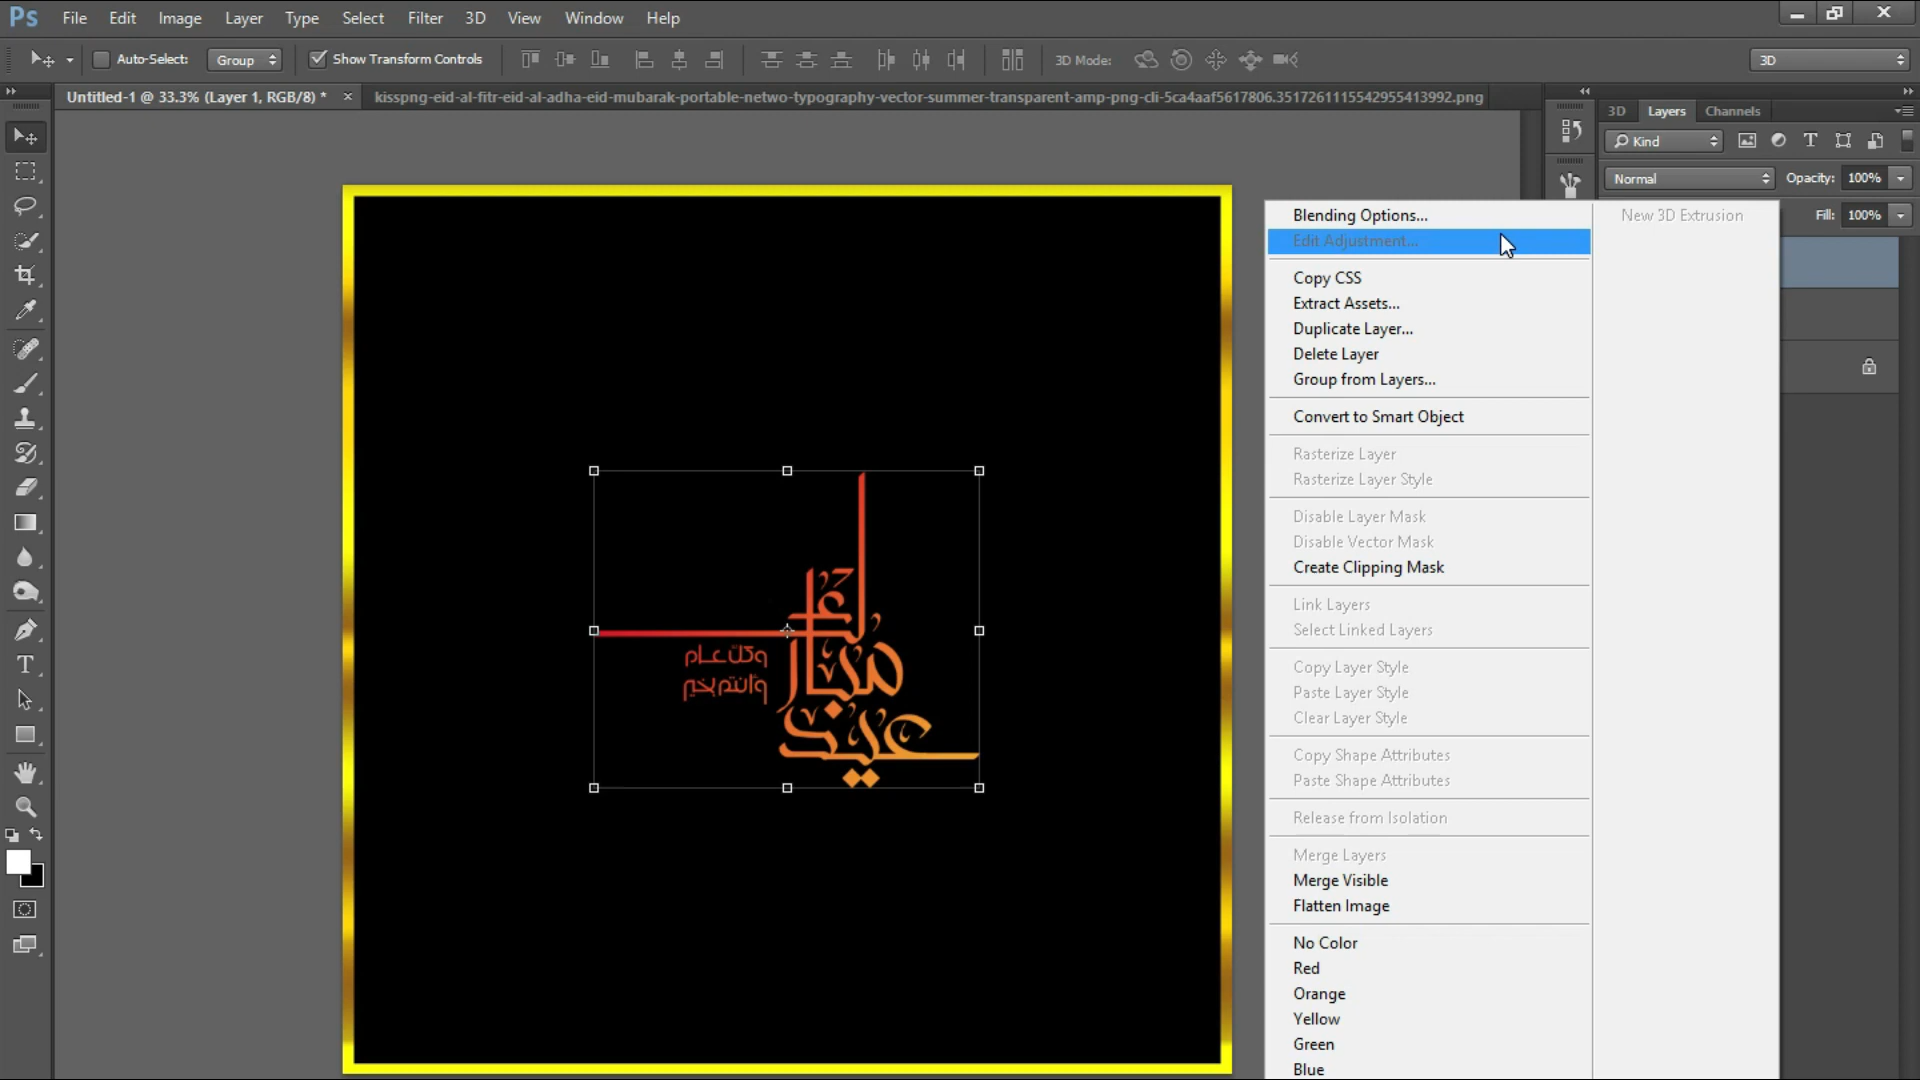 Ps File Edit Image Layer Type Select Filter 3D View Window Help
Auto-Select: Group Show Transform Controls 3D Mode: 3D
Untitled-1 @ 33.3% (Layer 1, RGB/8) * × kisspng-eid-al-fitr-eid-al-adha-eid-mubarak-portable-netwo-typography-vector-summer-transparent-amp-png-cli-5ca4aaf5617806.3517261115542955413992.png
3D Layers Channels
Kind
Normal Opacity: 100%
Fill: 100%
Blending Options...
New 3D Extrusion
Edit Adjustment...
Copy CSS
Extract Assets...
Duplicate Layer...
Delete Layer
Group from Layers...
Convert to Smart Object
Rasterize Layer
Rasterize Layer Style
Disable Layer Mask
Disable Vector Mask
Create Clipping Mask
Link Layers
Select Linked Layers
Copy Layer Style
Paste Layer Style
Clear Layer Style
Copy Shape Attributes
Paste Shape Attributes
Release from Isolation
Merge Layers
Merge Visible
Flatten Image
No Color
Red
Orange
Yellow
Green
Blue
عيد
مبارك
وكل عام
وأنتم بخير